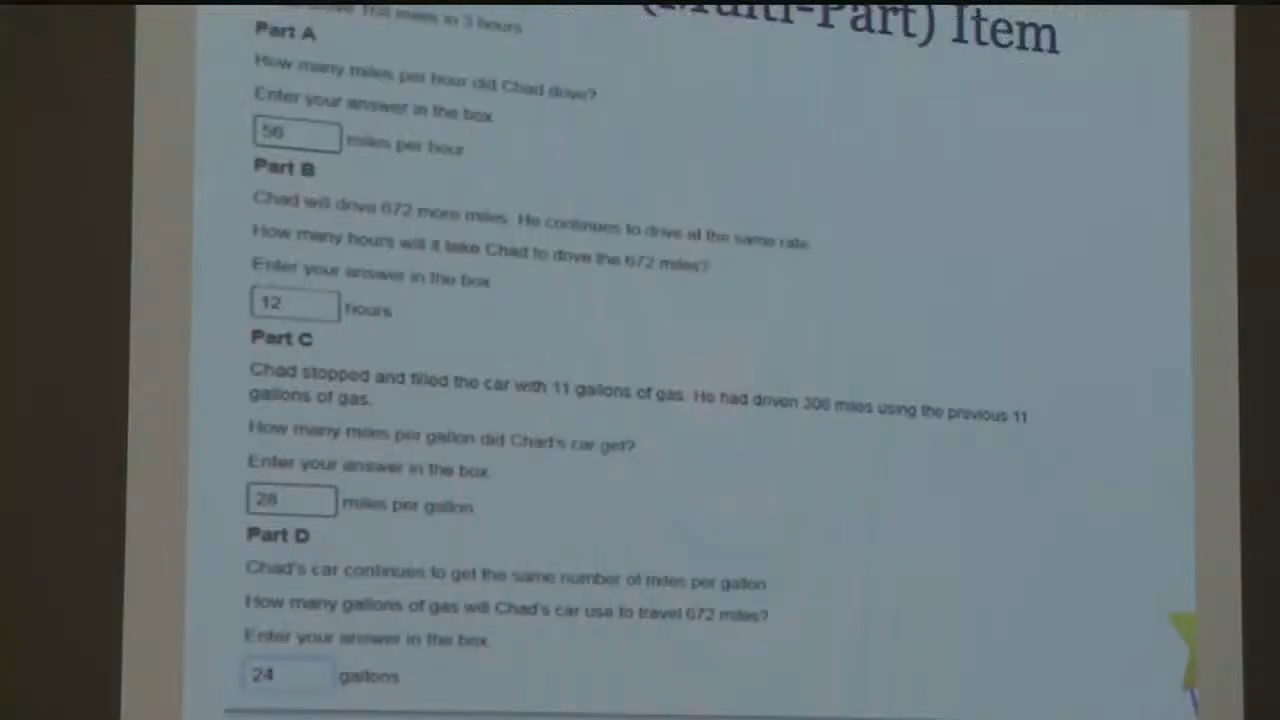 (Multi-Part) Item
168 miles in 3 hours
Part A
How many miles per hour did Chad drive?
Enter your answer in the box
56 miles per hour
Part B
Chad will drive 672 more miles. He continues to drive at the same rate.
How many hours will it take Chad to drive the 672 miles?
Enter your answer in the box
12 hours
Part C
Chad stopped and filled the car with 11 gallons of gas. He had driven 308 miles using the previous 11
gallons of gas.
How many miles per gallon did Chad's car get?
Enter your answer in the box.
28 miles per gallon
Part D
Chad's car continues to get the same number of miles per gallon
How many gallons of gas will Chad's car use to travel 672 miles?
Enter your answer in the box.
24 gallons